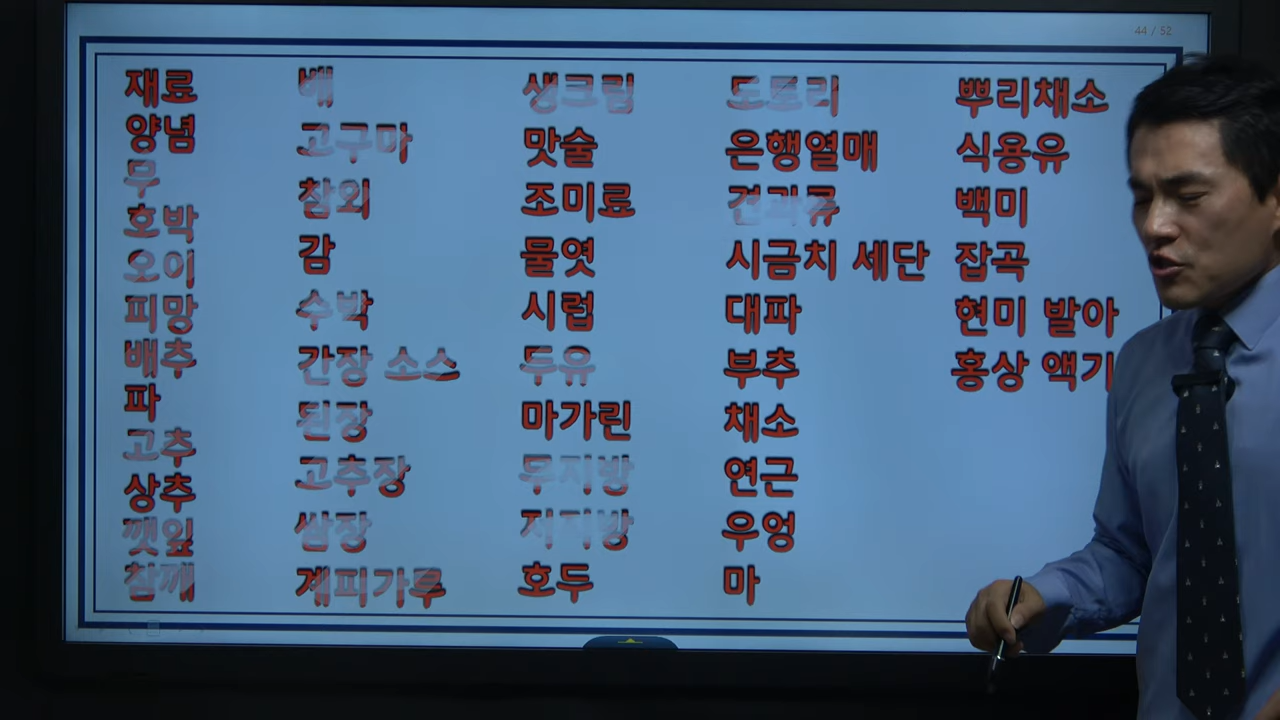 44 / 52
재료
양념
무
호박
오이
피망
배추
파
고추
상추
깻잎
참깨
배
고구마
참외
감
수박
간장 소스
된장
고추장
쌈장
계피가루
생크림
맛술
조미료
물엿
시럽
두유
마가린
무지방
저지방
호두
도토리
은행열매
견과류
시금치 세단
대파
부추
채소
연근
우엉
마
뿌리채소
식용유
백미
잡곡
현미 발아
홍상 액기